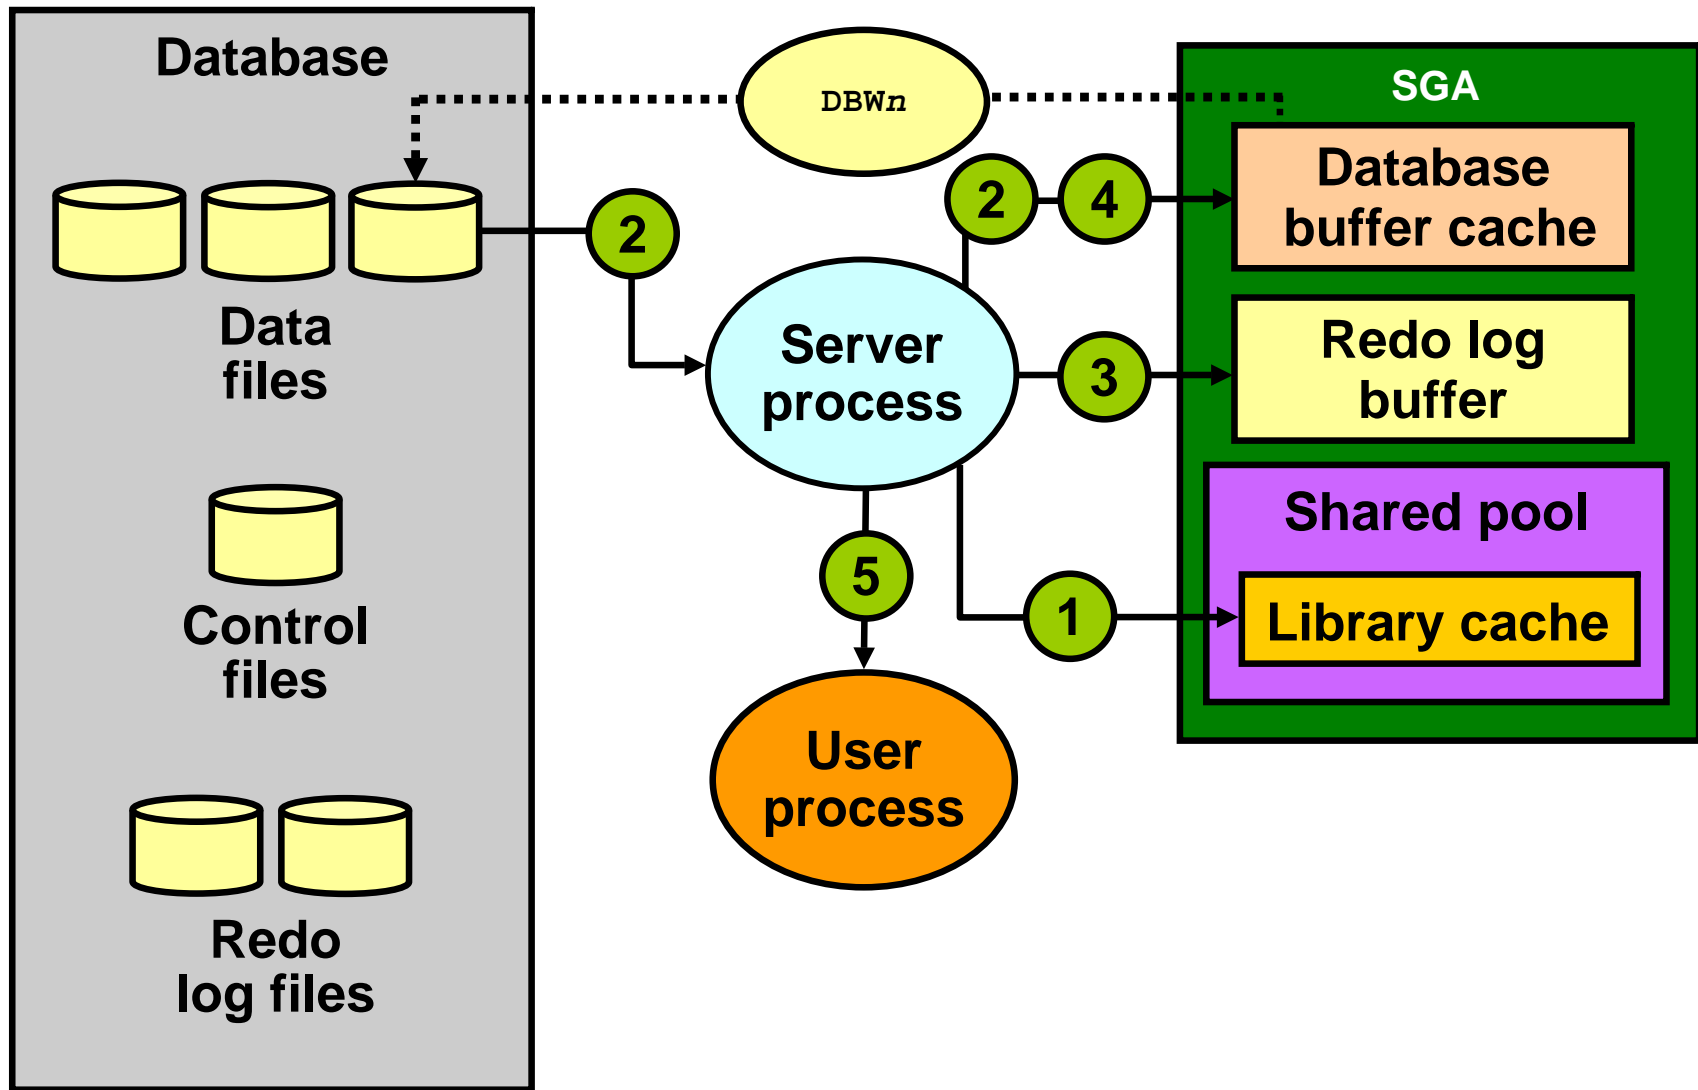 Database
Data
files
Control
files
Redo
log files
DBWn
2
2
4
Server
process
3
5
1
User
process
SGA
Database
buffer cache
Redo log
buffer
Shared pool
Library cache